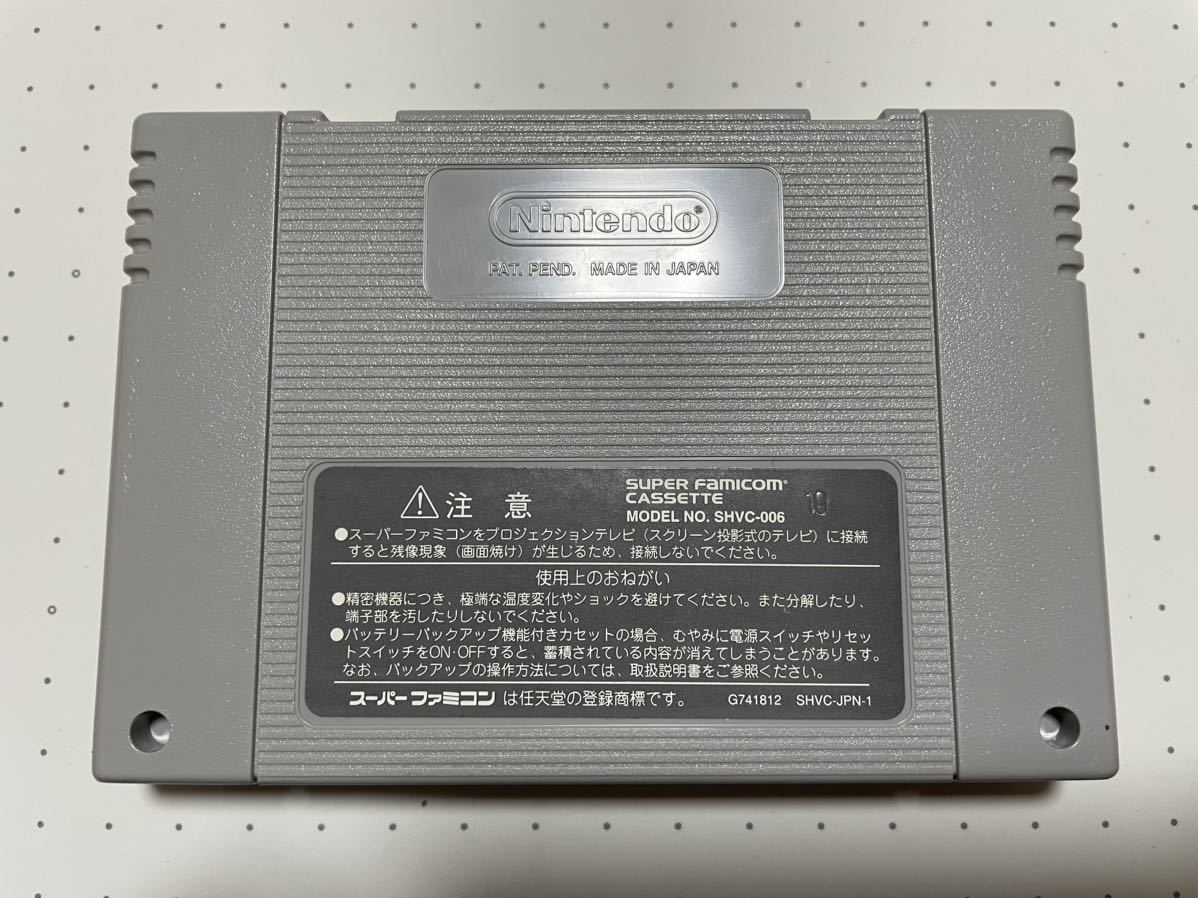 Nintendo®
PAT. PEND. MADE IN JAPAN
⚠注 意
SUPER FAMICOM®
CASSETTE
MODEL NO. SHVC-006
19
●スーパーファミコンをプロジェクションテレビ（スクリーン投影式のテレビ）に接続
すると残像現象（画面焼け）が生じるため、接続しないでください。
使用上のおねがい
●精密機器につき、極端な温度変化やショックを避けてください。また分解したり、
端子部を汚したりしないでください。
●バッテリーバックアップ機能付きカセットの場合、むやみに電源スイッチやリセッ
トスイッチをON·OFFすると、蓄積されている内容が消えてしまうことがあります。
なお、バックアップの操作方法については、取扱説明書をご参照ください。
スーパーファミコン は任天堂の登録商標です。 G741812 SHVC-JPN-1